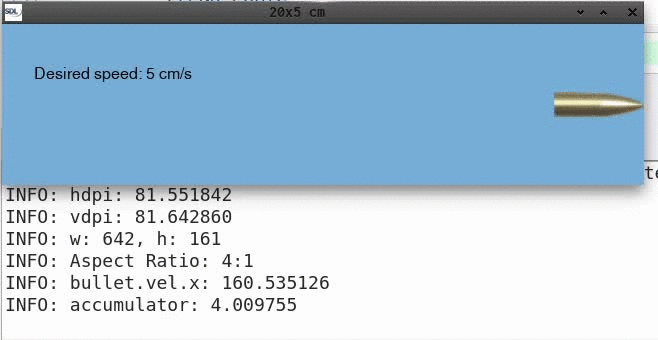 SDL
20x5 cm
Desired speed: 5 cm/s
te
INFO: hdpi: 81.551842
INFO: vdpi: 81.642860
INFO: w: 642, h: 161
INFO: Aspect Ratio: 4:1
INFO: bullet.vel.x: 160.535126
INFO: accumulator: 4.009755